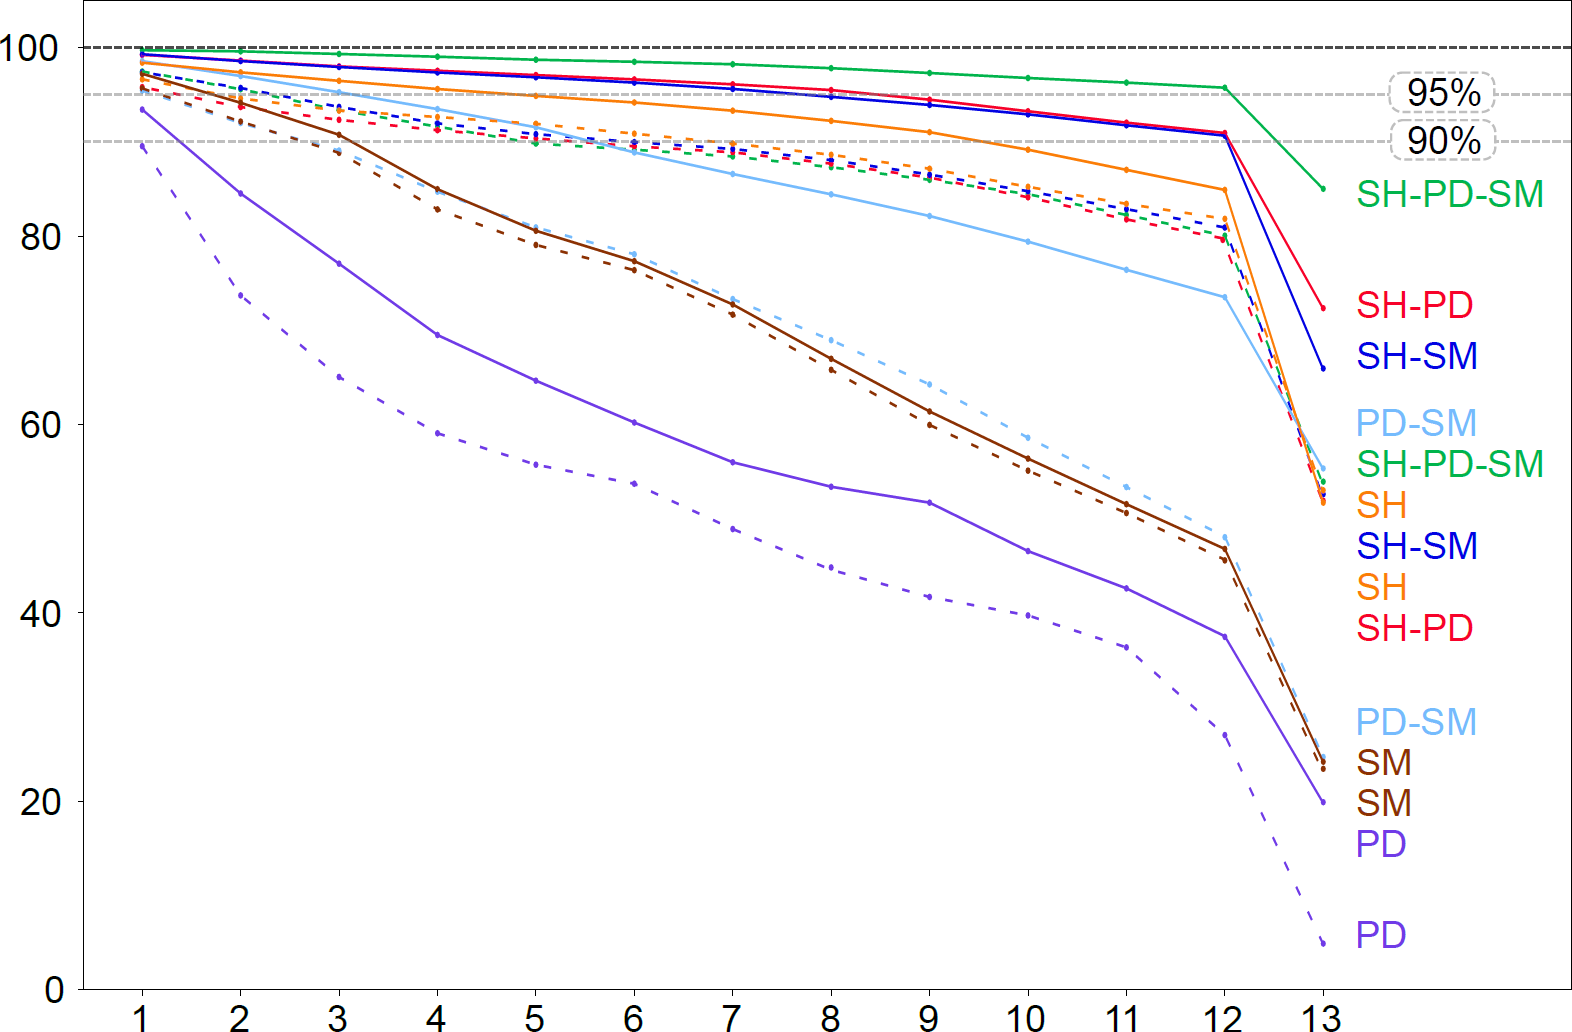 100
95%
90%
SH-PD-SM
80
SH-PD
SH-SM
60
PD-SM
SH-PD-SM
SH
SH-SM
SH
40
SH-PD
PD-SM
SM
20
SM
PD
PD
0
1 2 3 4 5 6 7 8 9 10 11 12 13